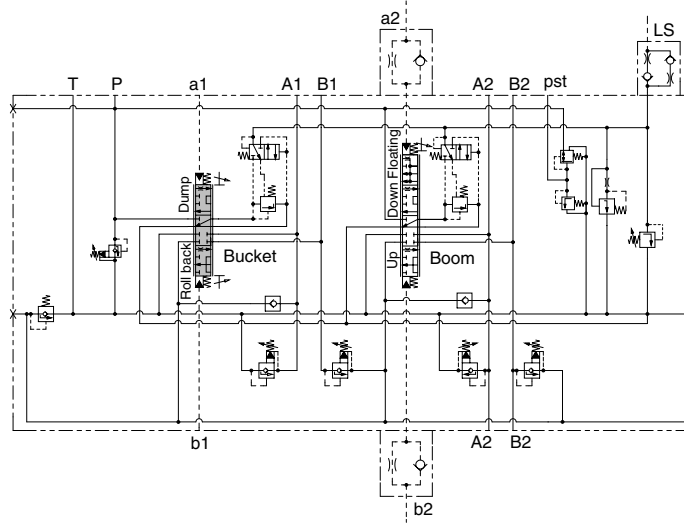 a2
LS
T P a1 A1 B1 A2 B2 pst
Dump
Roll back
Bucket
Down Floating
Up
Boom
b1 A2 B2
b2